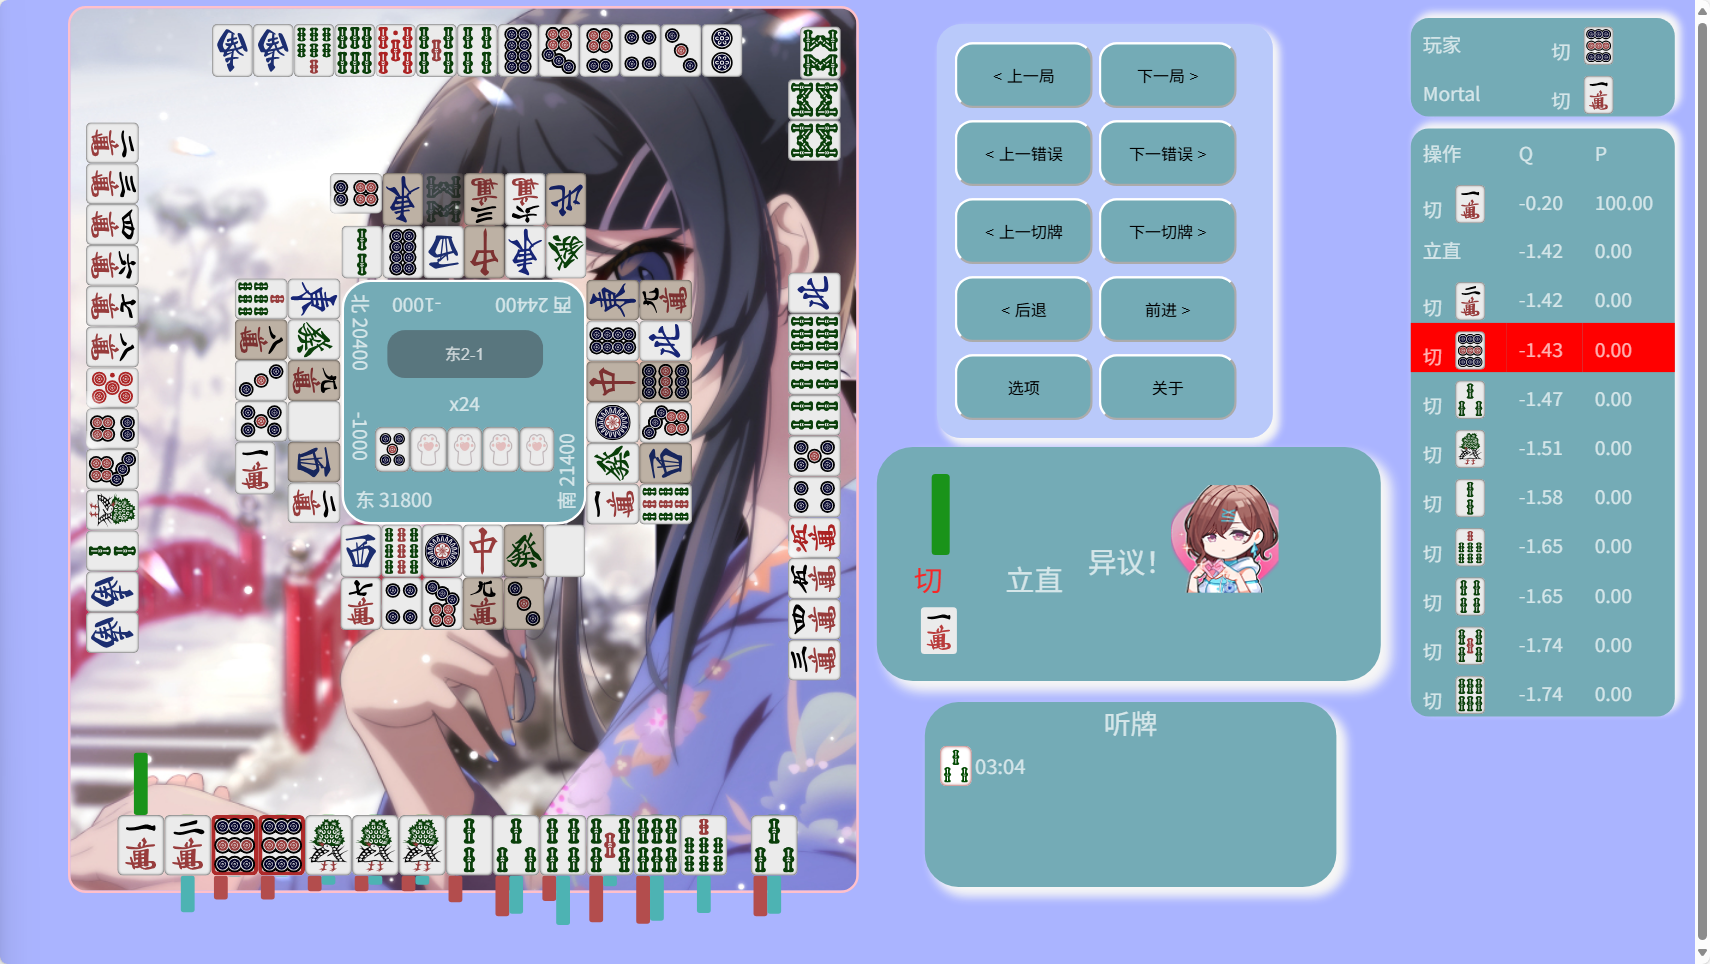 北 20400
-1000
西 24400
东2-1
x24
-1000
东 31800
南 21400
< 上一局
下一局 >
< 上一错误
下一错误 >
< 上一切牌
下一切牌 >
< 后退
前进 >
选项
关于
切
立直
异议！
听牌
03:04
玩家 切
Mortal 切
操作 Q P
切 -0.20 100.00
立直 -1.42 0.00
切 -1.42 0.00
切 -1.43 0.00
切 -1.47 0.00
切 -1.51 0.00
切 -1.58 0.00
切 -1.65 0.00
切 -1.65 0.00
切 -1.74 0.00
切 -1.74 0.00